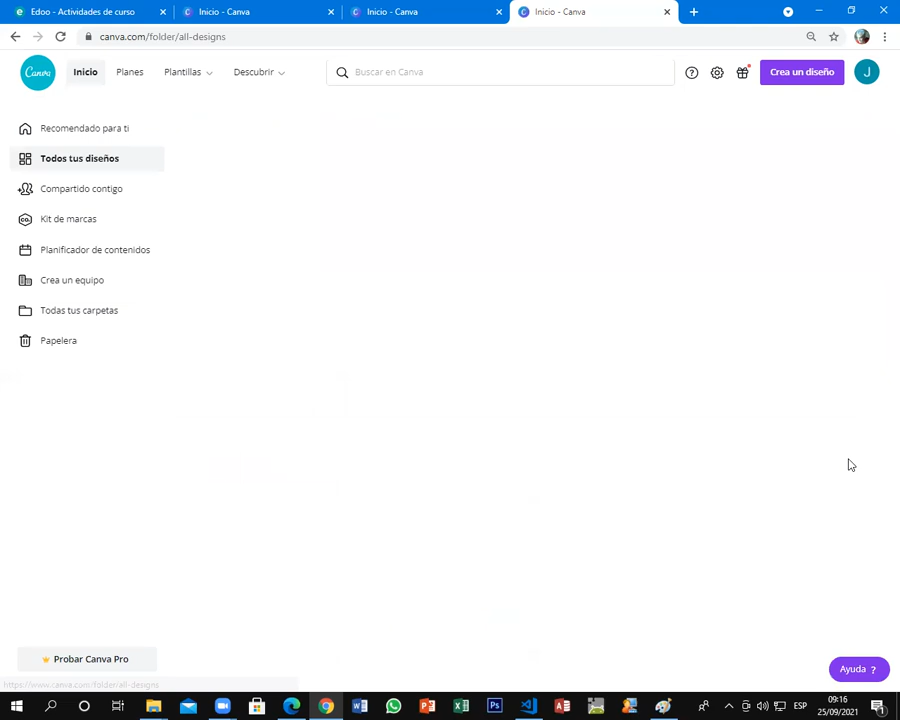 Edoo - Actividades de curso
Inicio - Canva
Inicio - Canva
Inicio - Canva
canva.com/folder/all-designs
Canva
Inicio
Planes
Plantillas
Descubrir
Buscar en Canva
Crea un diseño
J
Recomendado para ti
Todos tus diseños
Compartido contigo
CO.
Kit de marcas
Planificador de contenidos
Crea un equipo
Todas tus carpetas
Papelera
Probar Canva Pro
Ayuda ?
https://www.canva.com/folder/all-designs
ESP
09:16
25/09/2021